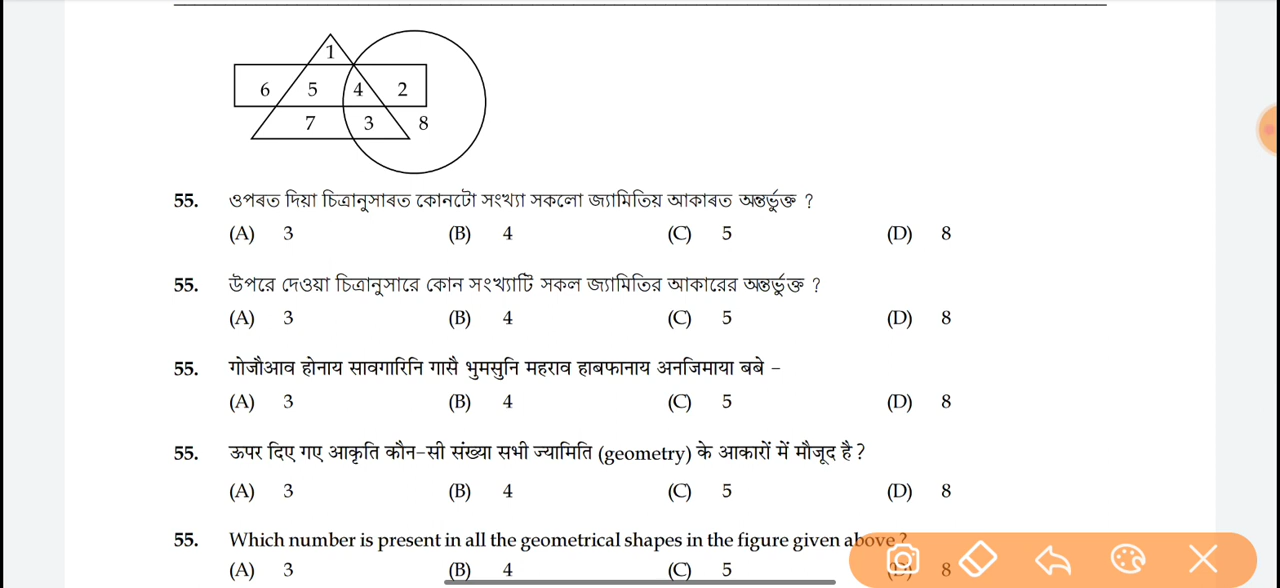 1
6 5 4 2
7 3 8
55. ওপৰত দিয়া চিত্ৰানুসাৰত কোনটো সংখ্যা সকলো জ্যামিতিয় আকাৰত অন্তৰ্ভুক্ত ?
(A) 3 (B) 4 (C) 5 (D) 8
55. উপরে দেওয়া চিত্রানুসারে কোন সংখ্যাটি সকল জ্যামিতির আকারের অন্তর্ভুক্ত ?
(A) 3 (B) 4 (C) 5 (D) 8
55. गोजौआव होनाय सावगारिनि गासै भुमसुनि महराव हाबफानाय अनजिमाया बबे –
(A) 3 (B) 4 (C) 5 (D) 8
55. ऊपर दिए गए आकृति कौन-सी संख्या सभी ज्यामिति (geometry) के आकारों में मौजूद है ?
(A) 3 (B) 4 (C) 5 (D) 8
55. Which number is present in all the geometrical shapes in the figure given above ?
(A) 3 (B) 4 (C) 5 (D) 8